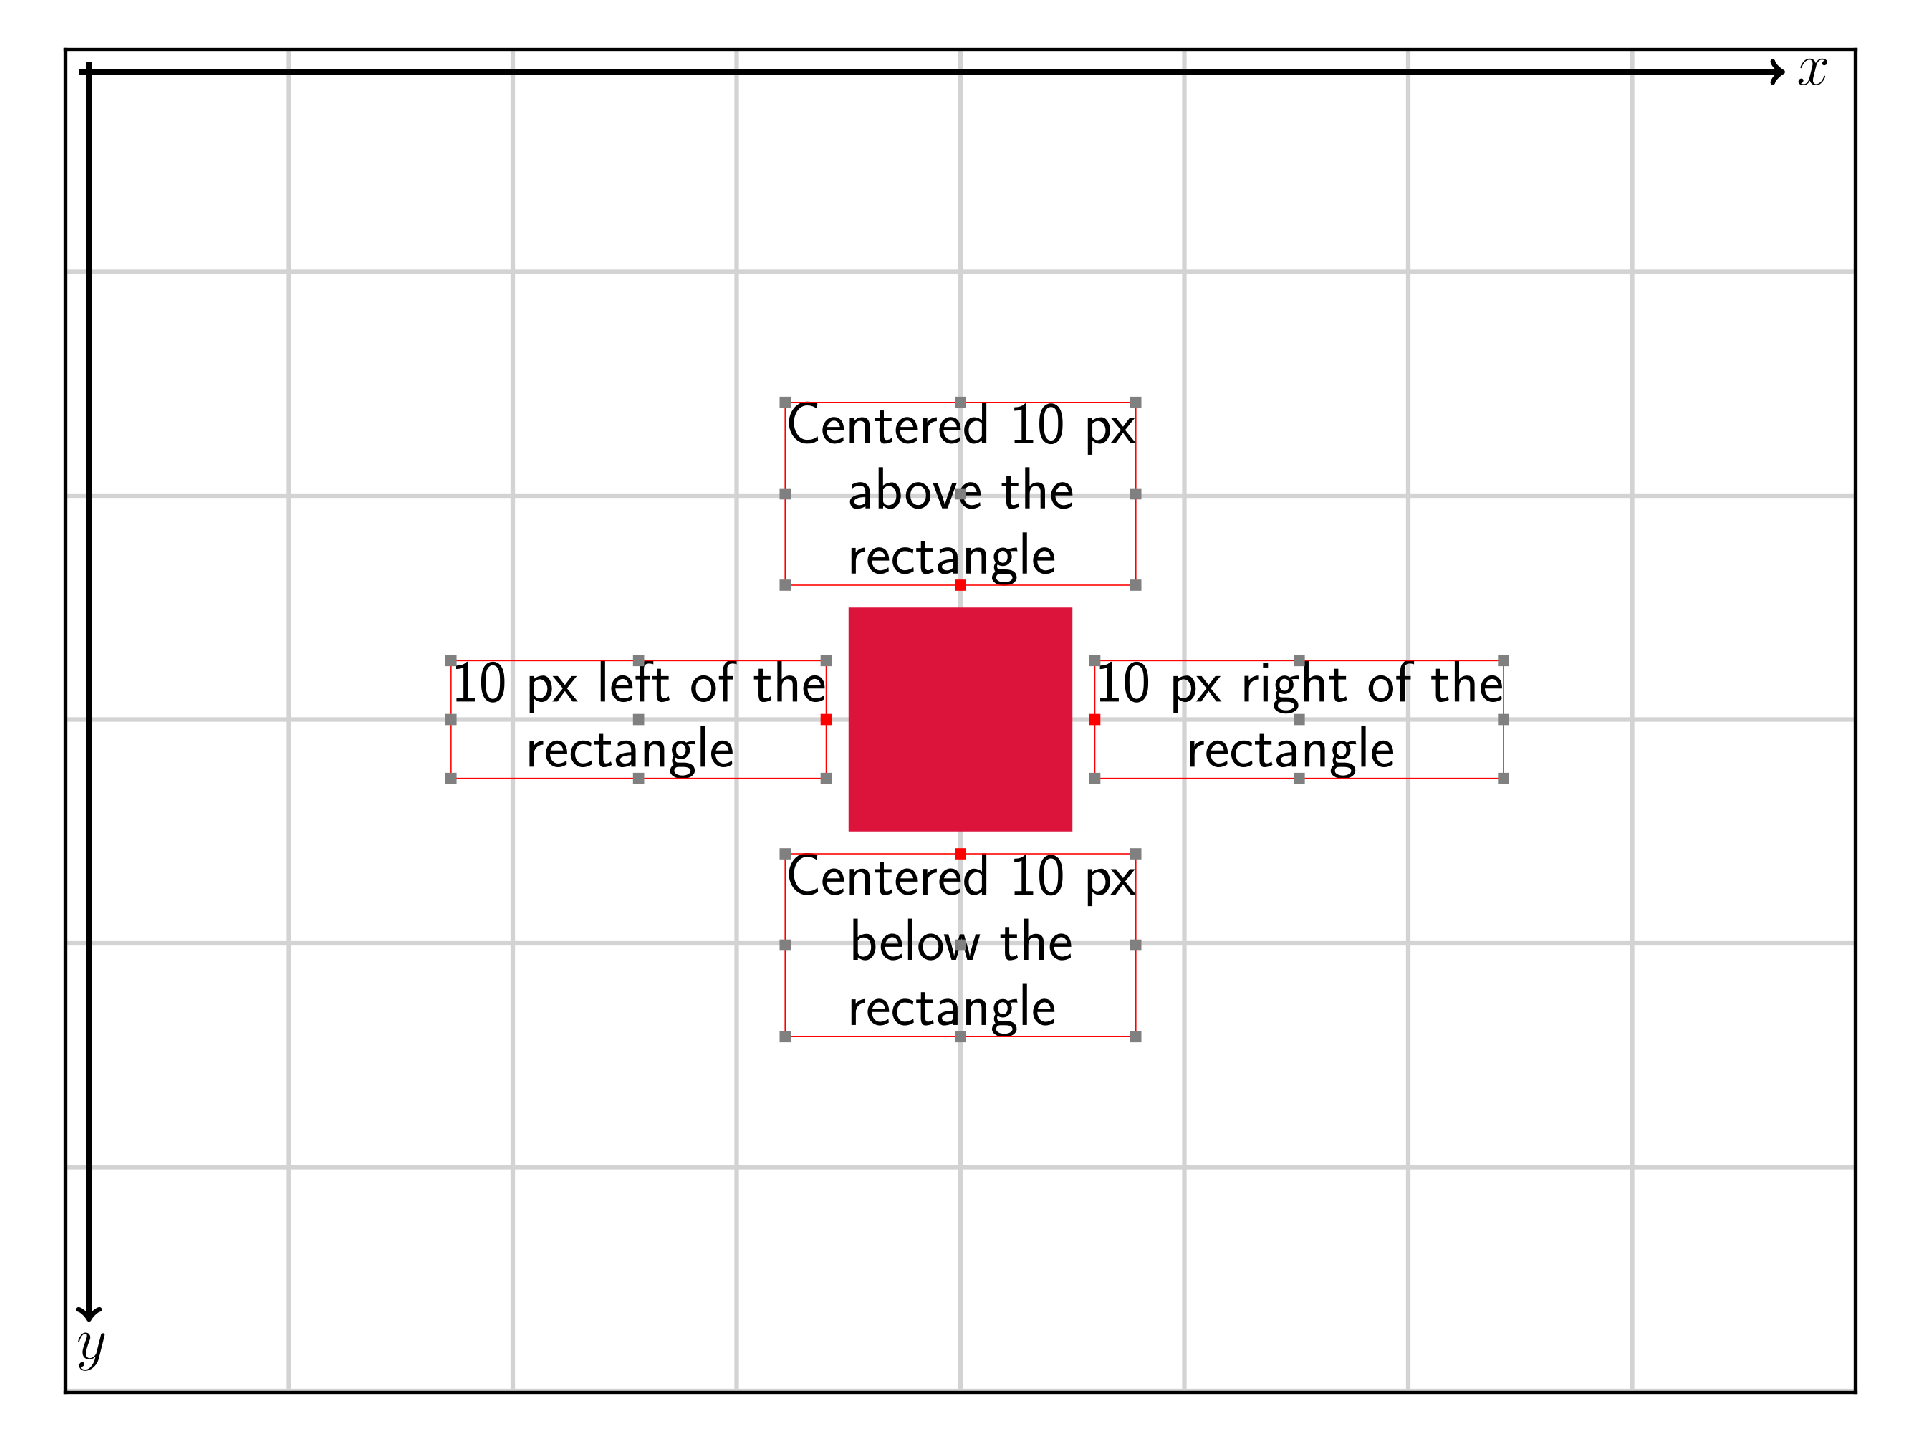 x
Centered 10 px
above the
rectangle
10 px left of the
rectangle
10 px right of the
rectangle
Centered 10 px
below the
rectangle
y